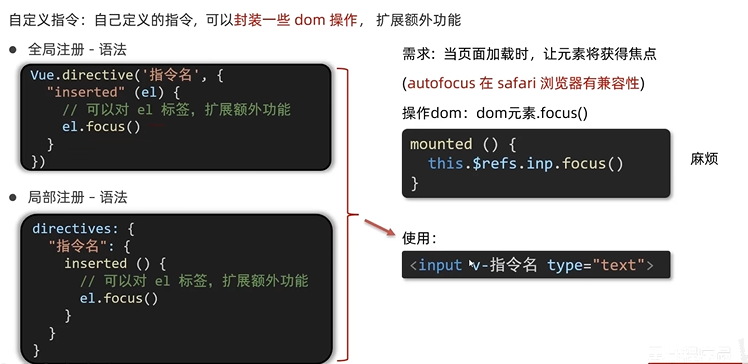 自定义指令：自己定义的指令，可以封装一些 dom 操作， 扩展额外功能
● 全局注册 - 语法
Vue.directive('指令名', {
"inserted" (el) {
// 可以对 el 标签，扩展额外功能
el.focus()
}
})
● 局部注册 – 语法
directives: {
"指令名": {
inserted () {
// 可以对 el 标签，扩展额外功能
el.focus()
}
}
}
需求：当页面加载时，让元素将获得焦点
(autofocus 在 safari 浏览器有兼容性)
操作dom：dom元素.focus()
mounted () {
this.$refs.inp.focus()
}
麻烦
使用：
<input v-指令名 type="text">